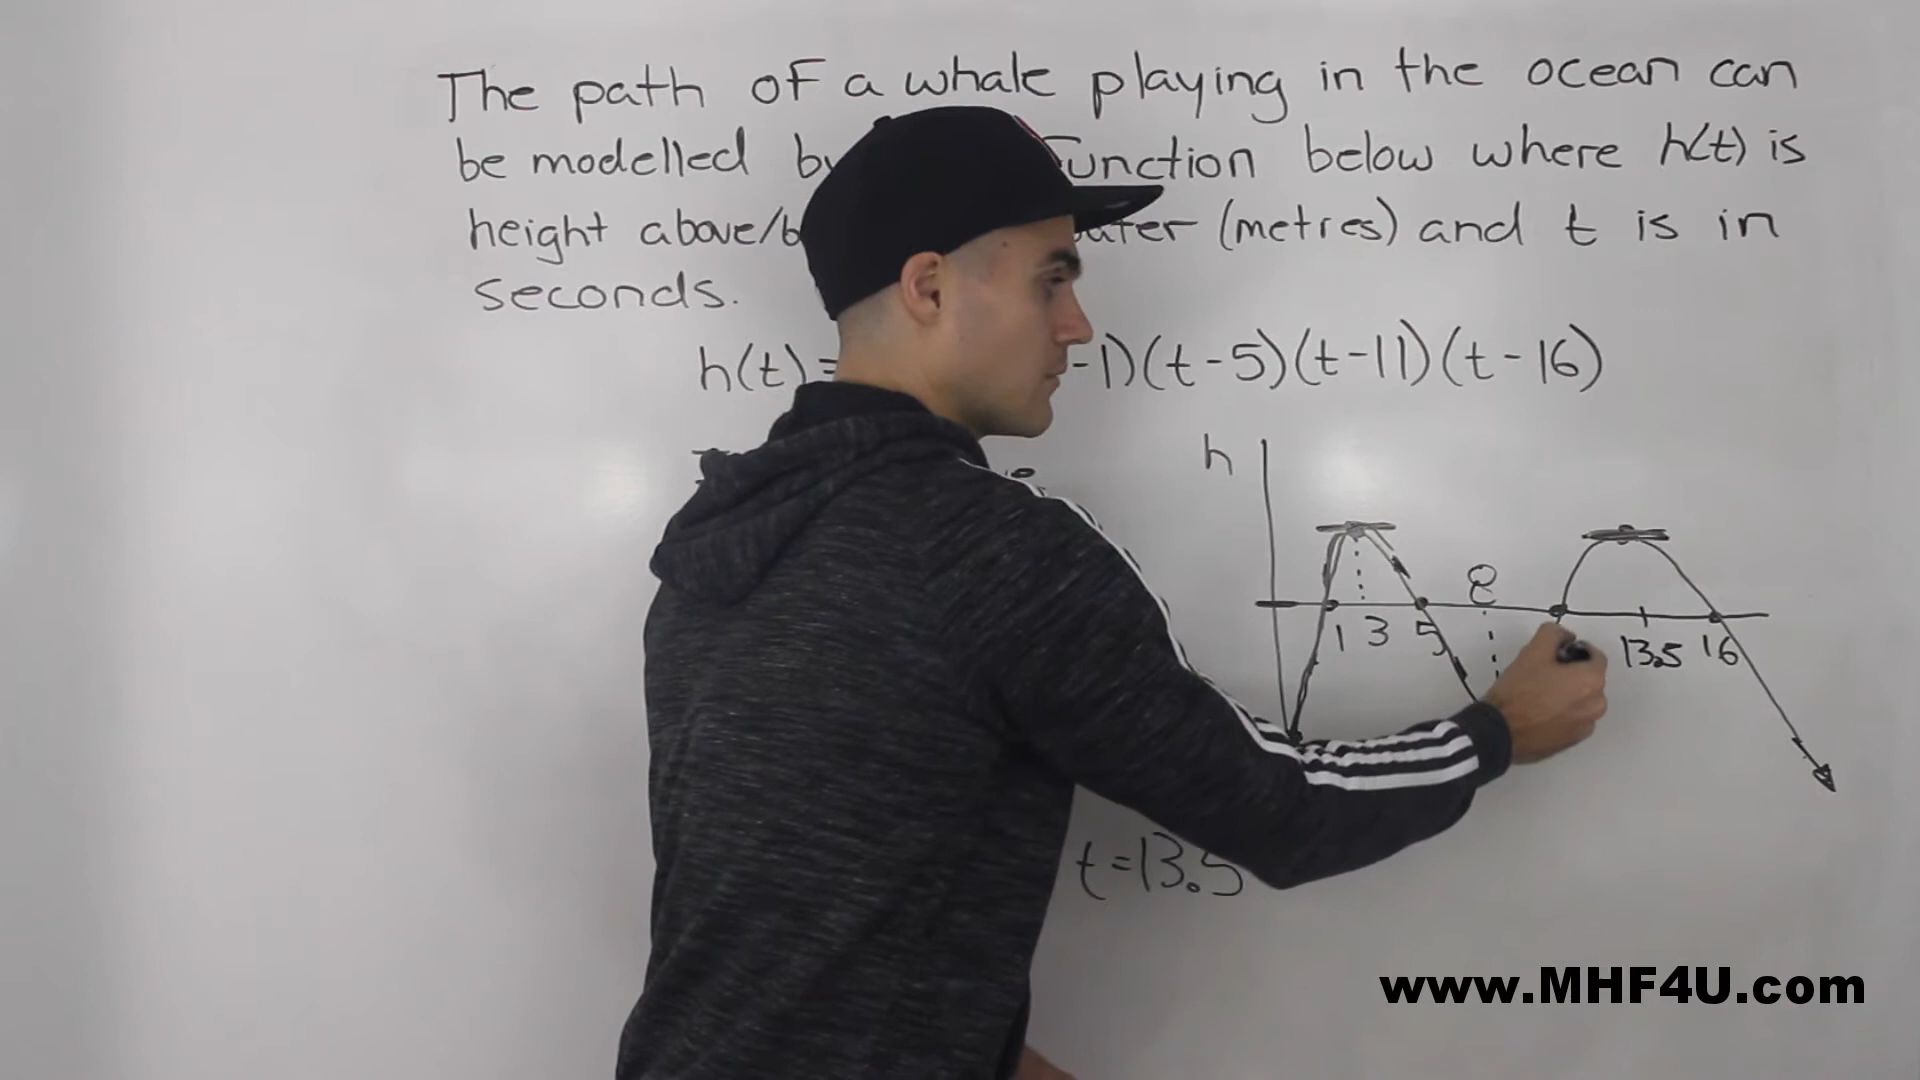 The path of a whale playing in the ocean can
be modelled by function below where h(t) is
height above/b water (metres) and t is in
seconds.
h(t)= -1)(t-5)(t-11)(t-16)
h
8
1 3 5 13.5 16
t=13.5
www.MHF4U.com